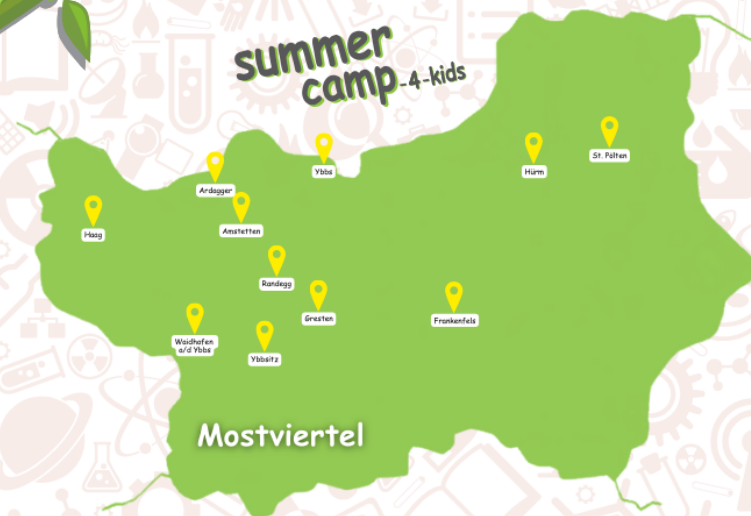 summer
camp-4-kids
St. Pölten
Ybbs
Hürm
Ardagger
Haag
Amstetten
Randegg
Gresten
Frankenfels
Waidhofen
a/d Ybbs
Ybbsitz
Mostviertel